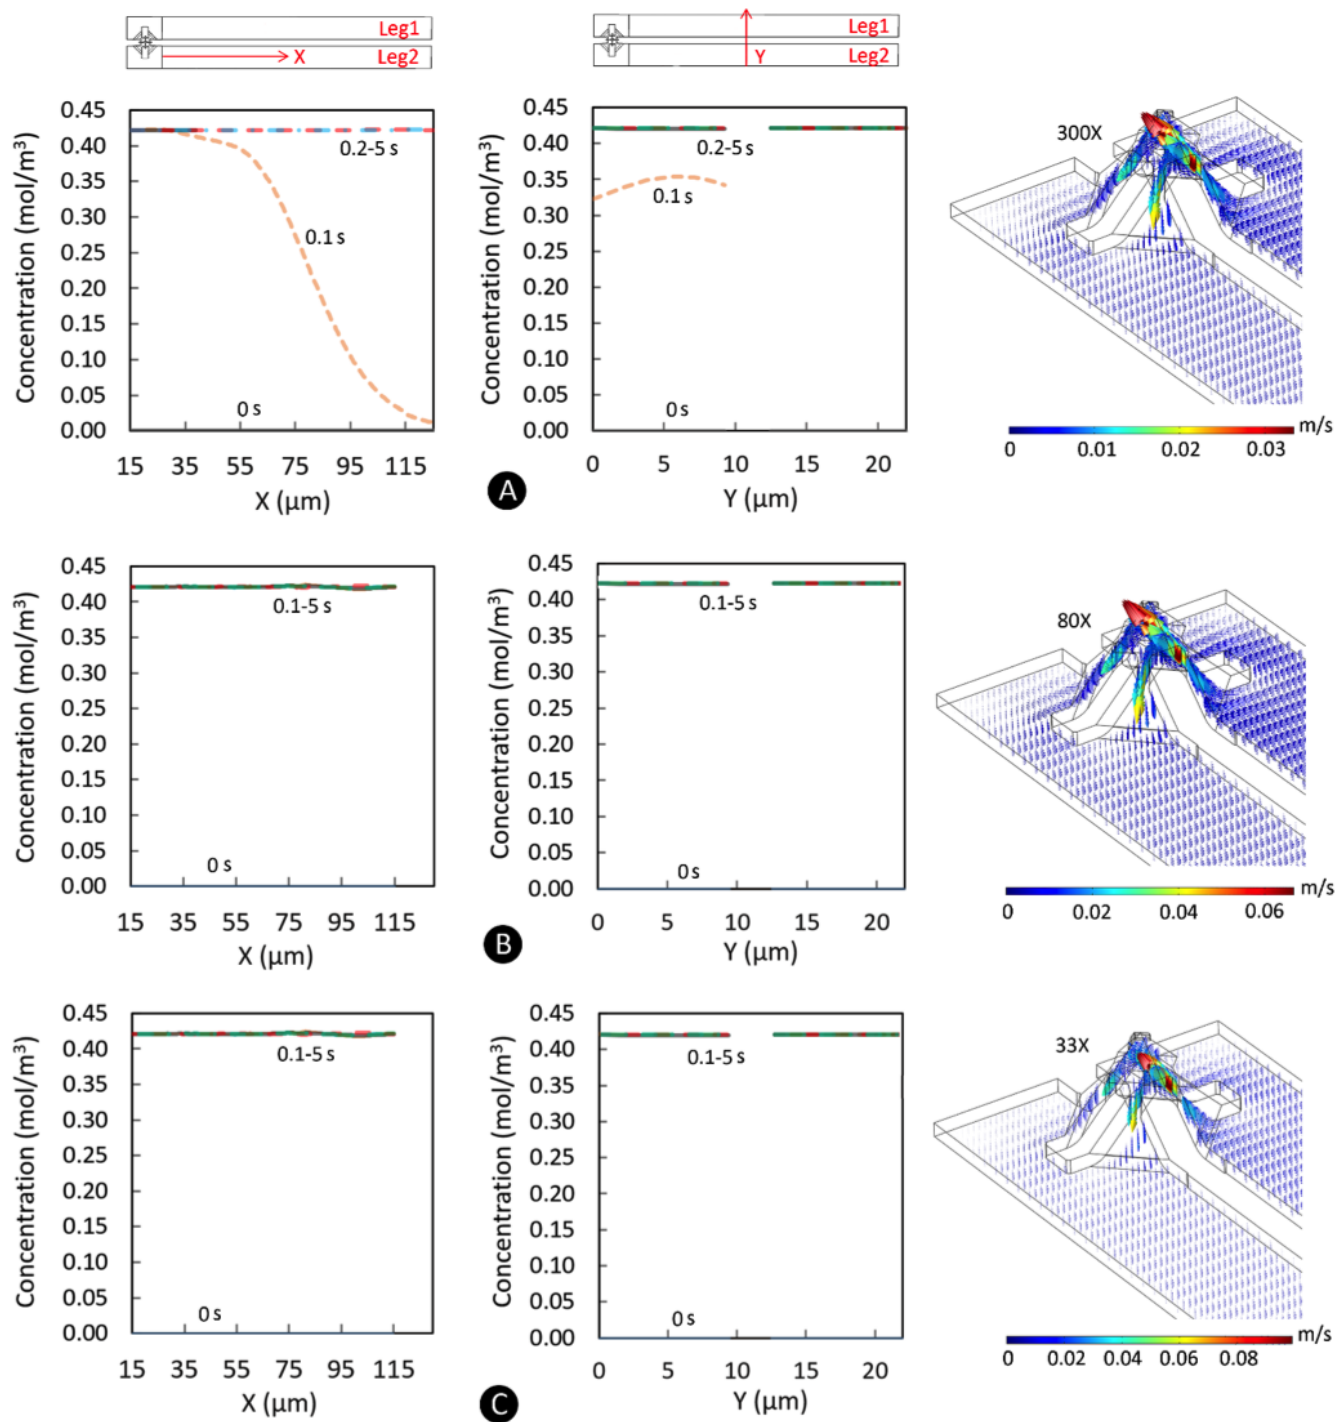 Leg1
X
Leg2
Leg1
Y
Leg2
Concentration (mol/m³)
0.45
0.40
0.35
0.30
0.25
0.20
0.15
0.10
0.05
0.00
0.2-5 s
0.1 s
0 s
15 35 55 75 95 115
X (µm)
Concentration (mol/m³)
0.45
0.40
0.35
0.30
0.25
0.20
0.15
0.10
0.05
0.00
0.2-5 s
0.1 s
0 s
0 5 10 15 20
Y (µm)
300X
m/s
0 0.01 0.02 0.03
A
Concentration (mol/m³)
0.45
0.40
0.35
0.30
0.25
0.20
0.15
0.10
0.05
0.00
0.1-5 s
0 s
15 35 55 75 95 115
X (µm)
Concentration (mol/m³)
0.45
0.40
0.35
0.30
0.25
0.20
0.15
0.10
0.05
0.00
0.1-5 s
0 s
0 5 10 15 20
Y (µm)
80X
m/s
0 0.02 0.04 0.06
B
Concentration (mol/m³)
0.45
0.40
0.35
0.30
0.25
0.20
0.15
0.10
0.05
0.00
0.1-5 s
0 s
15 35 55 75 95 115
X (µm)
Concentration (mol/m³)
0.45
0.40
0.35
0.30
0.25
0.20
0.15
0.10
0.05
0.00
0.1-5 s
0 s
0 5 10 15 20
Y (µm)
33X
m/s
0 0.02 0.04 0.06 0.08
C